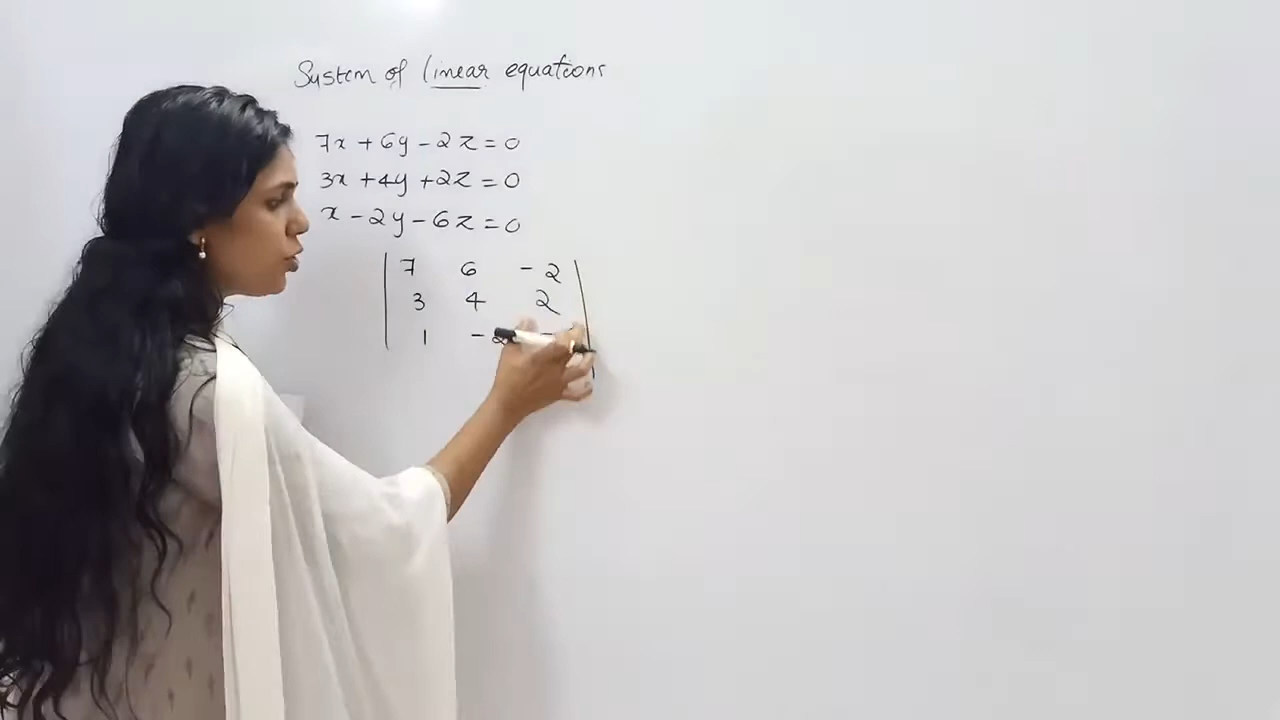 System of linear equations
7x + 6y - 2z = 0
3x + 4y + 2z = 0
x - 2y - 6z = 0
7 6 -2
3 4 2
1